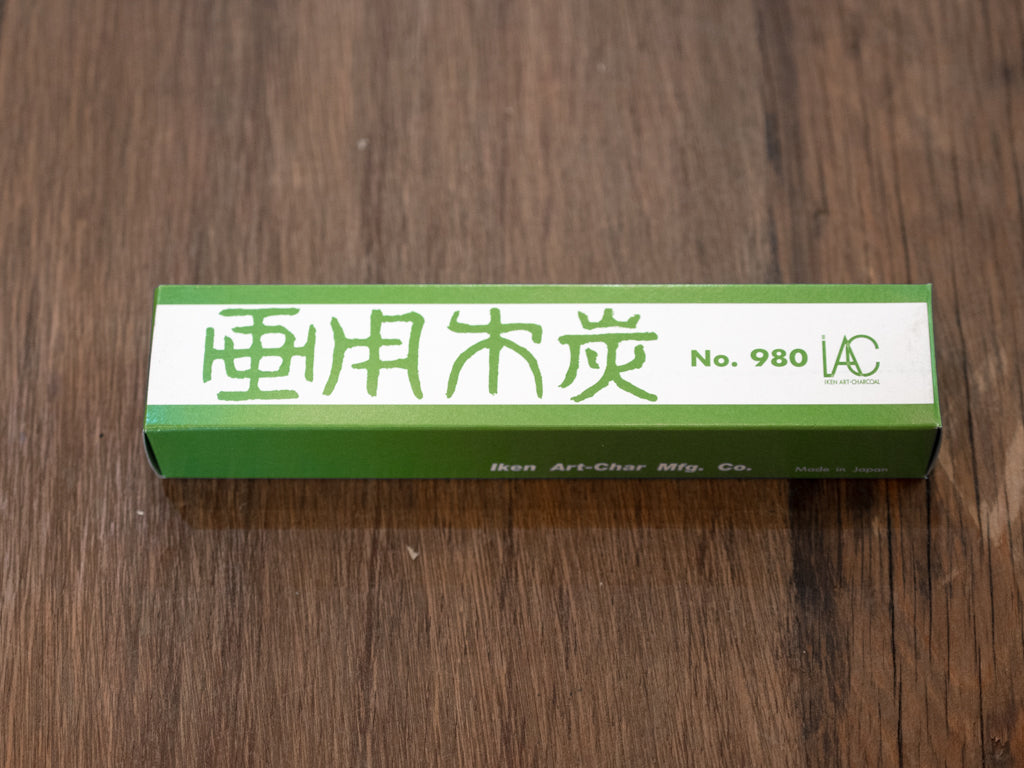 画用木炭
No. 980
iAC
IKEN ART-CHARCOAL
Iken Art-Char Mfg. Co.
Made in Japan